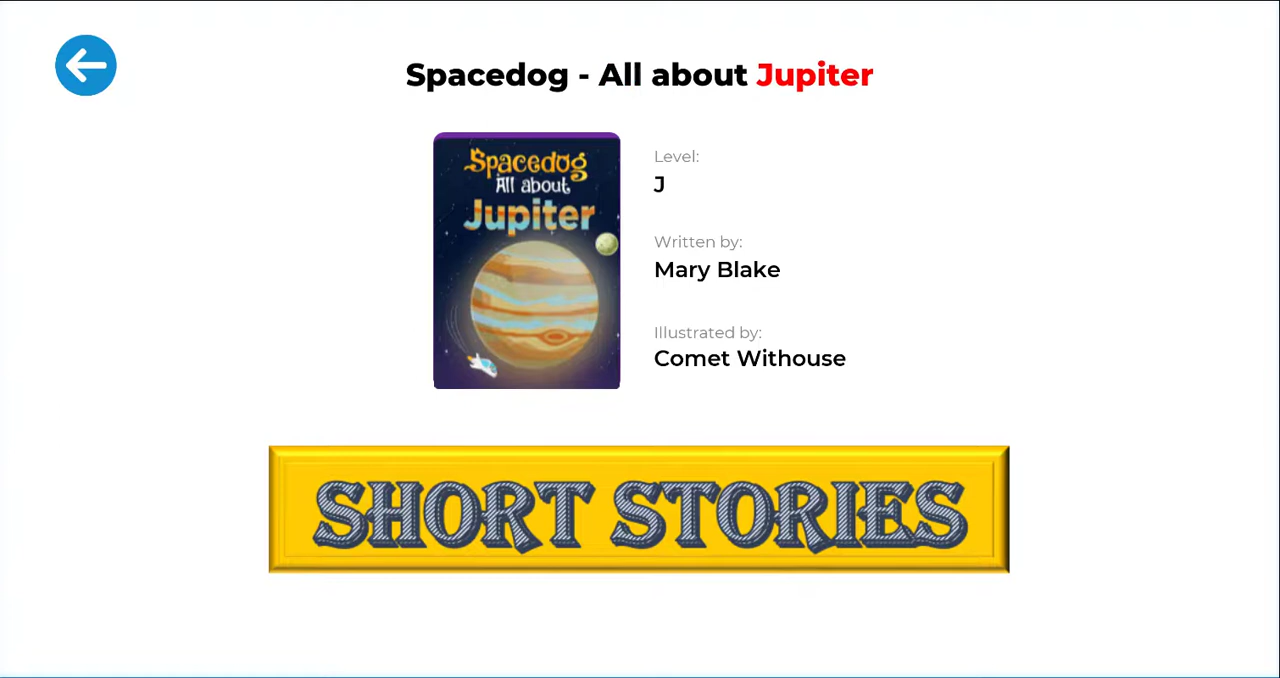 Spacedog - All about Jupiter
Spacedog
All about
Jupiter
Level:
J
Written by:
Mary Blake
Illustrated by:
Comet Withouse
SHORT STORIES